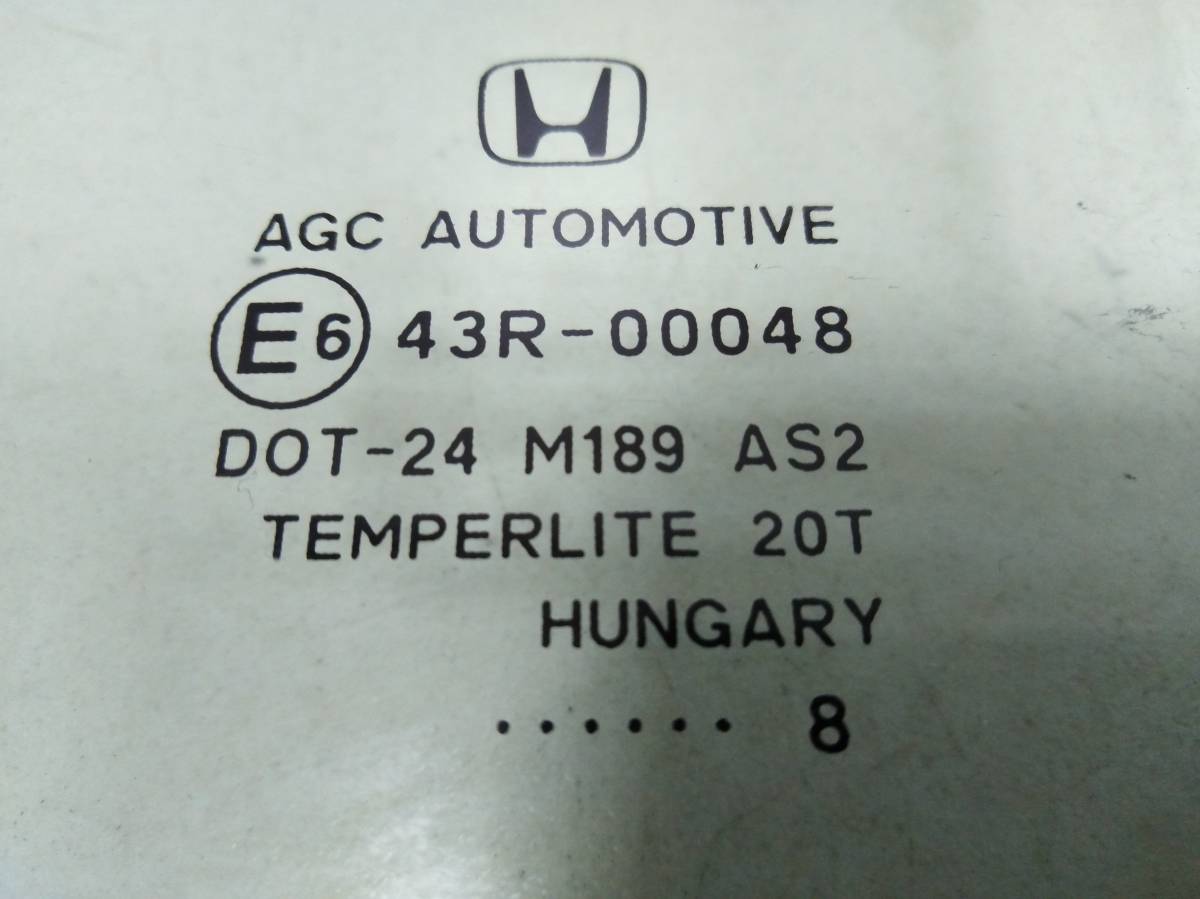 AGC AUTOMOTIVE
E6 43R-00048
DOT-24 M189 AS2
TEMPERLITE 20T
HUNGARY
...... 8